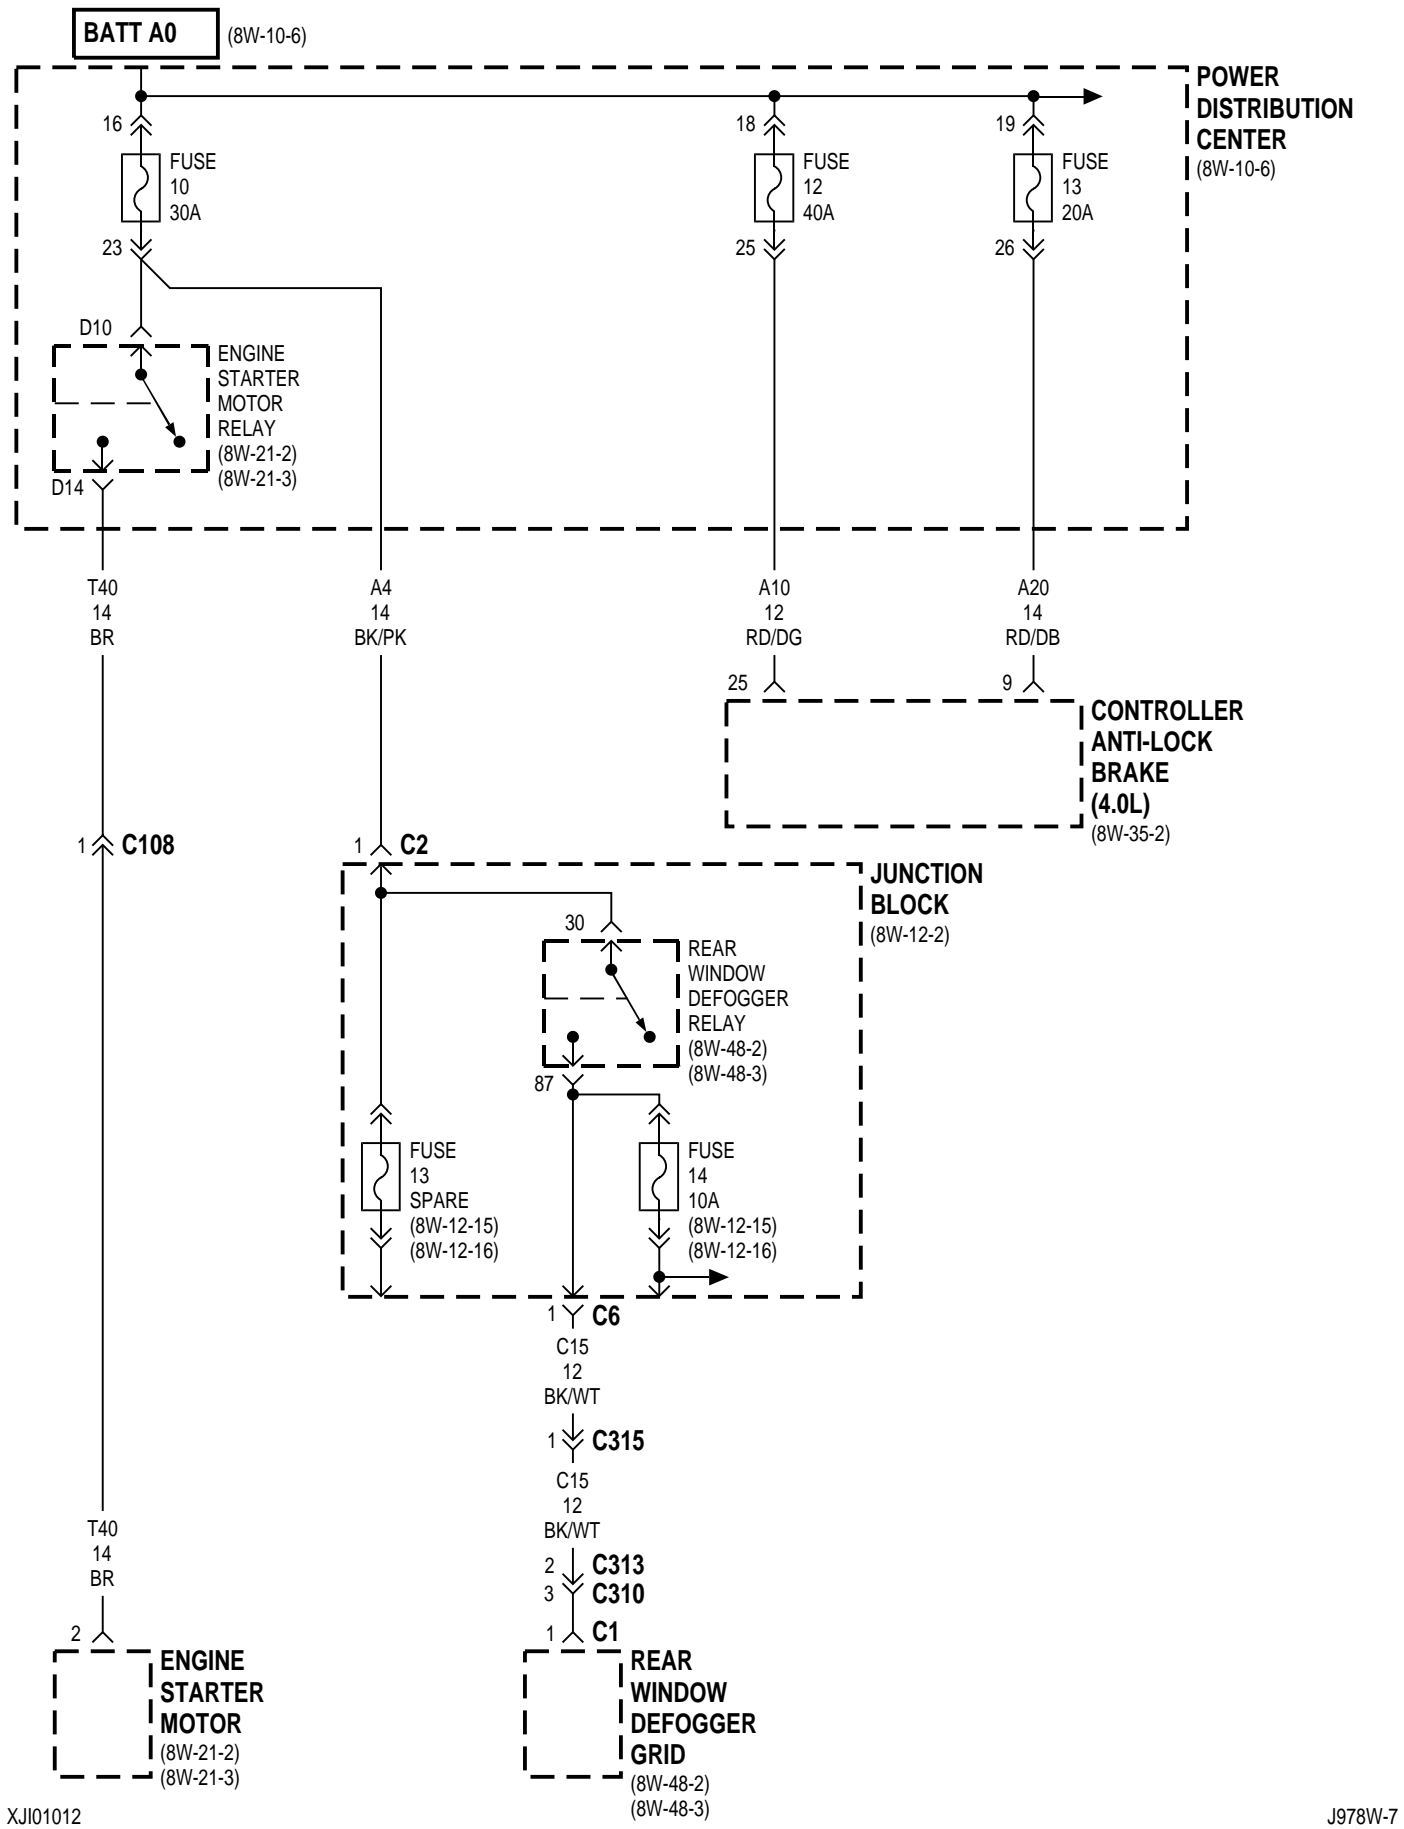 BATT A0
(8W-10-6)
POWER
DISTRIBUTION
CENTER
(8W-10-6)
16
FUSE
10
30A
23
18
FUSE
12
40A
25
19
FUSE
13
20A
26
D10
ENGINE
STARTER
MOTOR
RELAY
(8W-21-2)
(8W-21-3)
D14
T40
14
BR
A4
14
BK/PK
A10
12
RD/DG
A20
14
RD/DB
25
9
CONTROLLER
ANTI-LOCK
BRAKE
(4.0L)
(8W-35-2)
1
C108
1
C2
JUNCTION
BLOCK
(8W-12-2)
30
REAR
WINDOW
DEFOGGER
RELAY
(8W-48-2)
(8W-48-3)
87
FUSE
13
SPARE
(8W-12-15)
(8W-12-16)
FUSE
14
10A
(8W-12-15)
(8W-12-16)
1
C6
C15
12
BK/WT
1
C315
C15
12
BK/WT
2
C313
3
C310
1
C1
T40
14
BR
2
ENGINE
STARTER
MOTOR
(8W-21-2)
(8W-21-3)
REAR
WINDOW
DEFOGGER
GRID
(8W-48-2)
(8W-48-3)
XJI01012
J978W-7